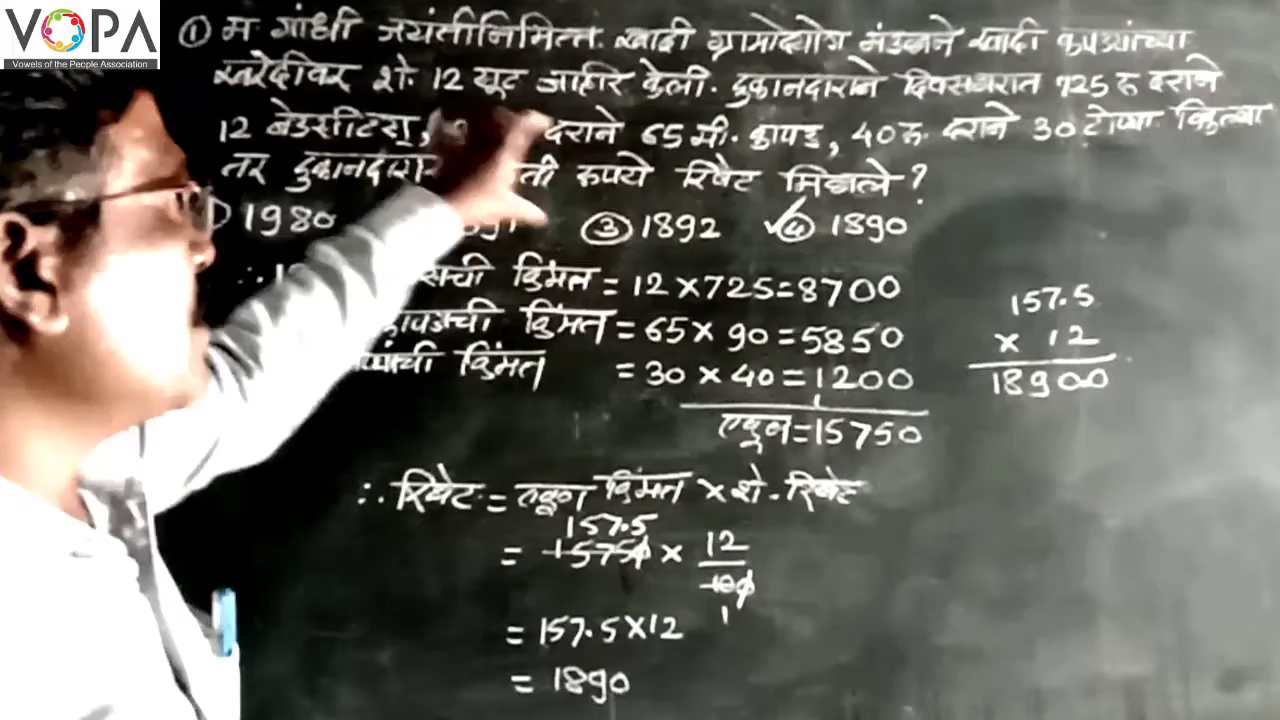 VOPA
Vowels of the People Association
① म गांधी जयंतीनिमित्त खादी ग्रामोद्योग मंडळाने खादी कपड्यांच्या
खरेदीवर शे. 12 सूट जाहीर केली. दुकानदाराने दिवसभरात 725 रु दराने
12 बेडशीटस्, दराने 65 मी. कापड, 40 रु. दराने 30 टोप्या विकल्या
तर दुकानदारा ती रुपये रिबेट मिळाले ?
1980 ③ 1892 ④ 1890
सची किंमत = 12 × 725 = 8700
कापडाची किंमत = 65 × 90 = 5850
प्यांची किंमत = 30 × 40 = 1200
एकूण = 15750
157.5
× 12
18900
∴ रिबेट = एकूण किंमत × शे. रिबेट
157.5
= 15750 × 12
100
1
= 157.5 × 12
= 1890